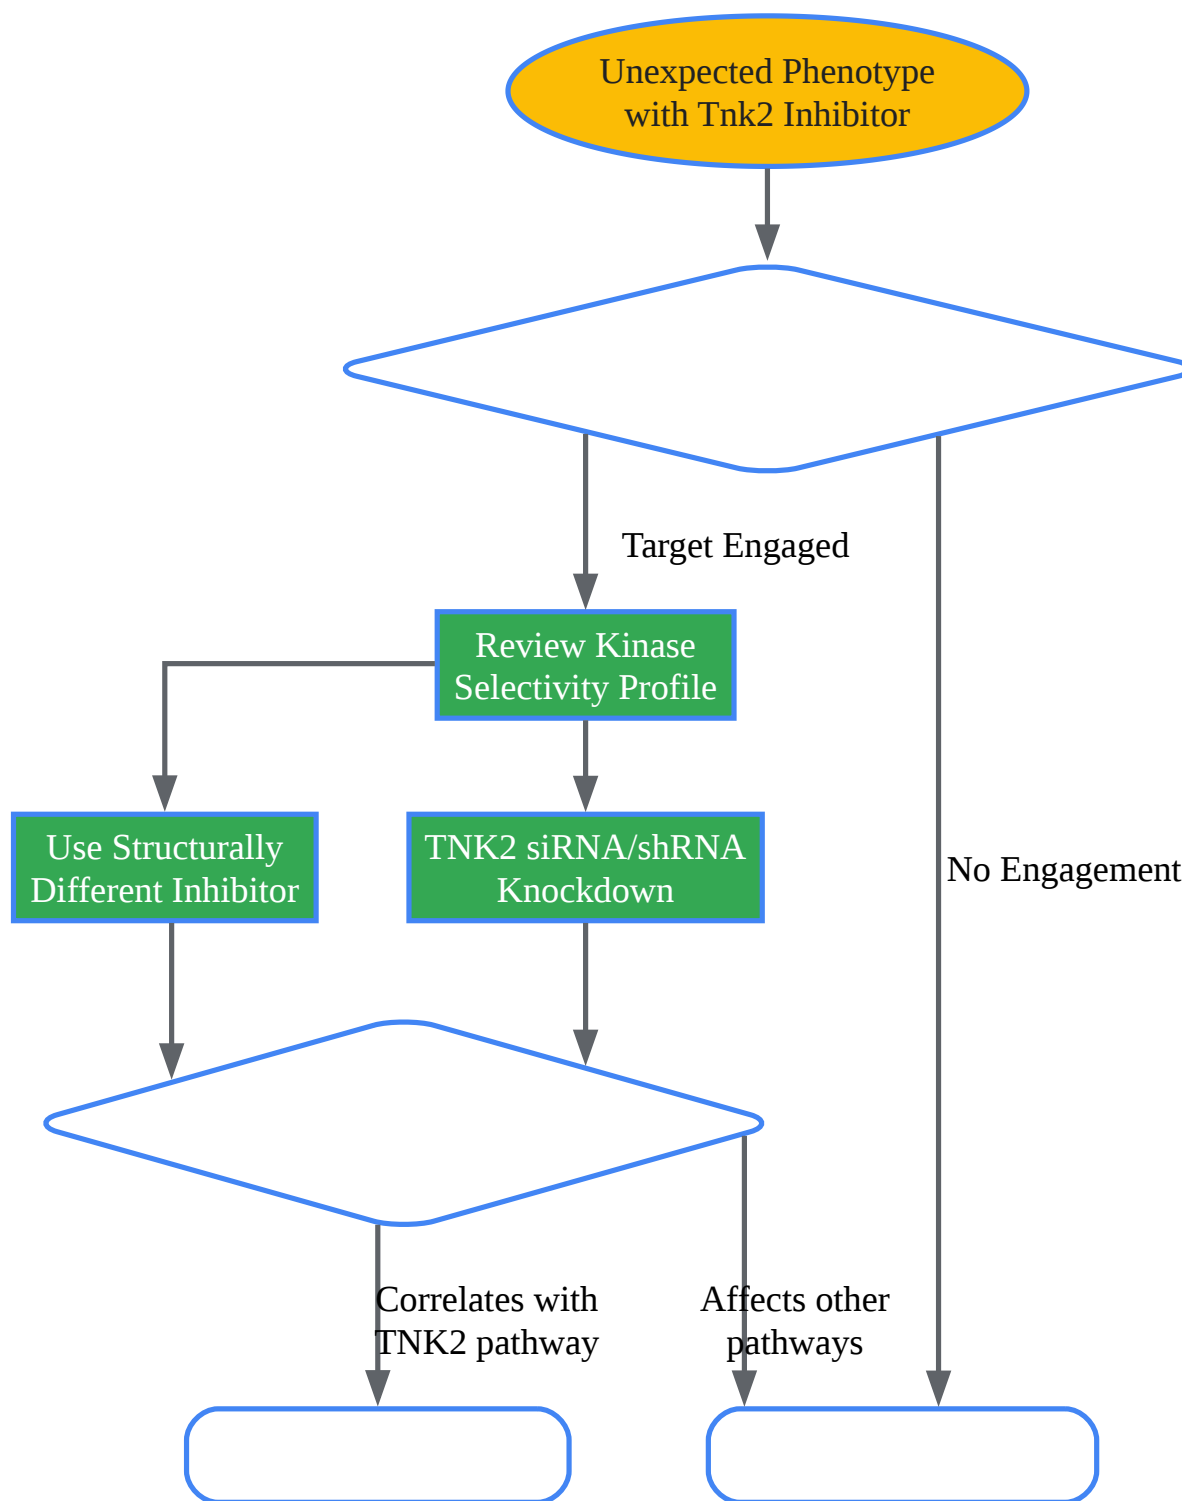 Unexpected Phenotype
with Tnk2 Inhibitor
Target Engaged
Review Kinase
Selectivity Profile
Use Structurally
Different Inhibitor
TNK2 siRNA/shRNA
Knockdown
No Engagement
Correlates with
TNK2 pathway
Affects other
pathways